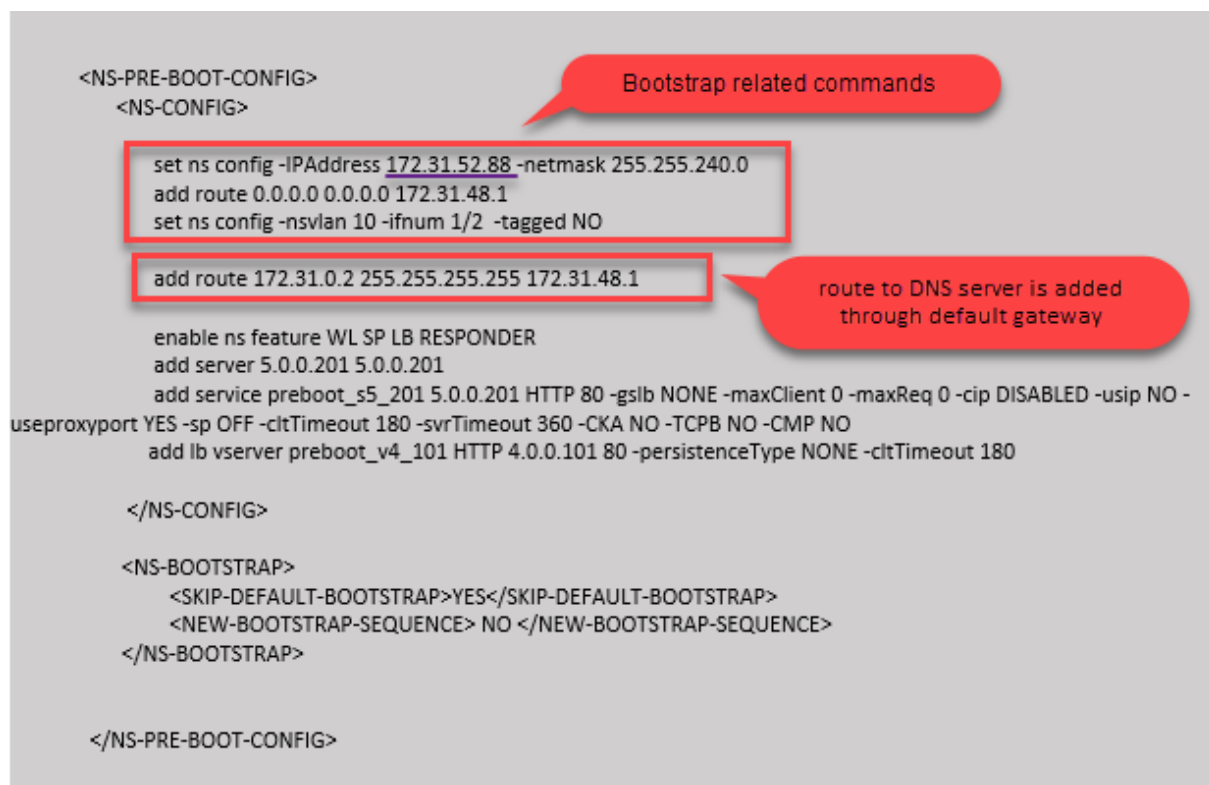 <NS-PRE-BOOT-CONFIG>
<NS-CONFIG>
Bootstrap related commands
set ns config -IPAddress 172.31.52.88 -netmask 255.255.240.0
add route 0.0.0.0 0.0.0.0 172.31.48.1
set ns config -nsvlan 10 -ifnum 1/2 -tagged NO
add route 172.31.0.2 255.255.255.255 172.31.48.1
route to DNS server is added
through default gateway
enable ns feature WL SP LB RESPONDER
add server 5.0.0.201 5.0.0.201
add service preboot_s5_201 5.0.0.201 HTTP 80 -gslb NONE -maxClient 0 -maxReq 0 -cip DISABLED -usip NO -
useproxyport YES -sp OFF -cltTimeout 180 -svrTimeout 360 -CKA NO -TCPB NO -CMP NO
add lb vserver preboot_v4_101 HTTP 4.0.0.101 80 -persistenceType NONE -cltTimeout 180
</NS-CONFIG>
<NS-BOOTSTRAP>
<SKIP-DEFAULT-BOOTSTRAP>YES</SKIP-DEFAULT-BOOTSTRAP>
<NEW-BOOTSTRAP-SEQUENCE> NO </NEW-BOOTSTRAP-SEQUENCE>
</NS-BOOTSTRAP>
</NS-PRE-BOOT-CONFIG>